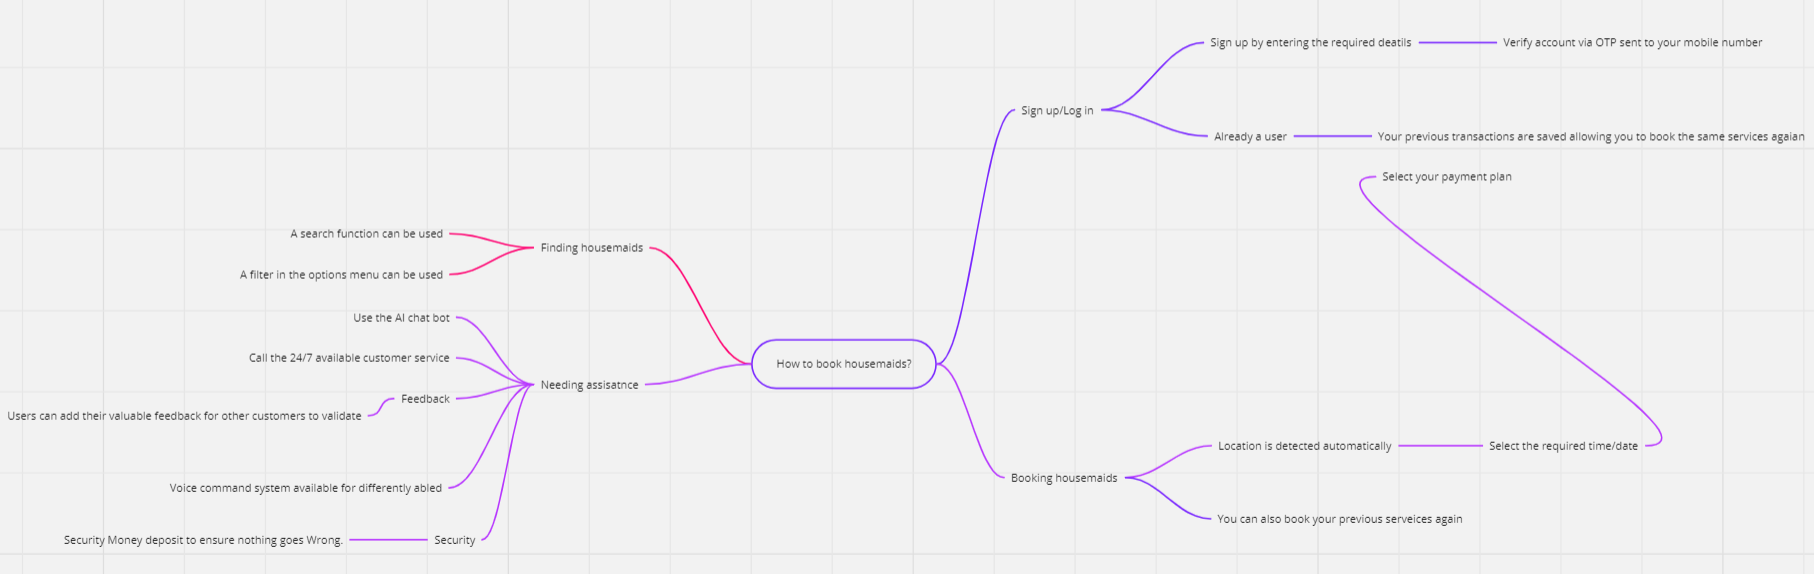 Sign up by entering the required deatils
Verify account via OTP sent to your mobile number
Sign up/Log in
Already a user
Your previous transactions are saved allowing you to book the same services agaian
Select your payment plan
A search function can be used
Finding housemaids
A filter in the options menu can be used
Use the AI chat bot
Call the 24/7 available customer service
How to book housemaids?
Needing assisatnce
Feedback
Users can add their valuable feedback for other customers to validate
Location is detected automatically
Select the required time/date
Booking housemaids
Voice command system available for differently abled
You can also book your previous serveices again
Security Money deposit to ensure nothing goes Wrong.
Security